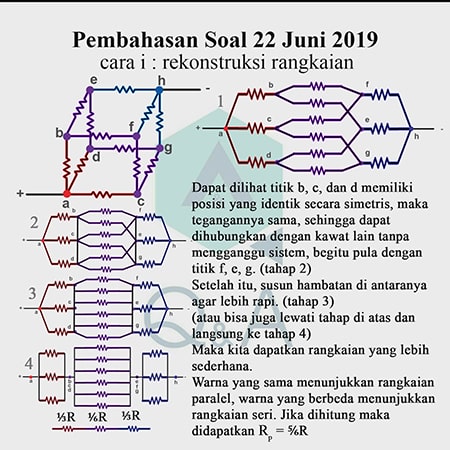 Pembahasan Soal 22 Juni 2019
cara i : rekonstruksi rangkaian
e
h
-
b
f
d
g
+
a
c
1
b
f
+
a
c
e
h
-
d
g
Dapat dilihat titik b, c, dan d memiliki
posisi yang identik secara simetris, maka
tegangannya sama, sehingga dapat
dihubungkan dengan kawat lain tanpa
mengganggu sistem, begitu pula dengan
titik f, e, g. (tahap 2)
Setelah itu, susun hambatan di antaranya
agar lebih rapi. (tahap 3)
(atau bisa juga lewati tahap di atas dan
langsung ke tahap 4)
Maka kita dapatkan rangkaian yang lebih
sederhana.
Warna yang sama menunjukkan rangkaian
paralel, warna yang berbeda menunjukkan
rangkaian seri. Jika dihitung maka
didapatkan Rp = ⅚R
2
3
4
⅓R ⅙R ⅓R
Q&A